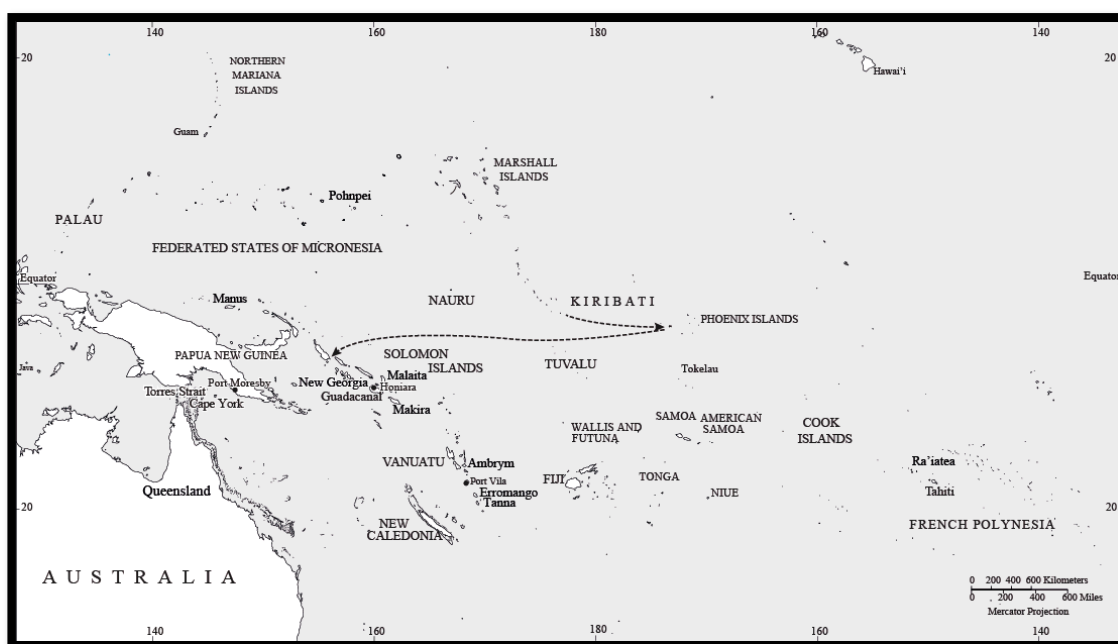 140 160 180 160 140
20 20
NORTHERN
MARIANA
ISLANDS
Hawai'i
Guam
MARSHALL
ISLANDS
Pohnpei
PALAU
FEDERATED STATES OF MICRONESIA
Equator Equator
Manus
NAURU
KIRIBATI
PHOENIX ISLANDS
PAPUA NEW GUINEA
SOLOMON
ISLANDS
TUVALU
Java
Tokelau
Malaita
New Georgia
Honiara
Port Moresby
Guadacanal
Torres Strait
Cape York
Makira
SAMOA
AMERICAN
SAMOA
COOK
ISLANDS
WALLIS AND
FUTUNA
VANUATU
Ambrym
Ra'iatea
Queensland
Port Vila
FIJI
TONGA
Tahiti
Erromango
Tanna
NIUE
20 20
NEW
CALEDONIA
FRENCH POLYNESIA
AUSTRALIA
0 200 400 600 Kilometers
0 200 400 600 Miles
Mercator Projection
140 160 180 160 140